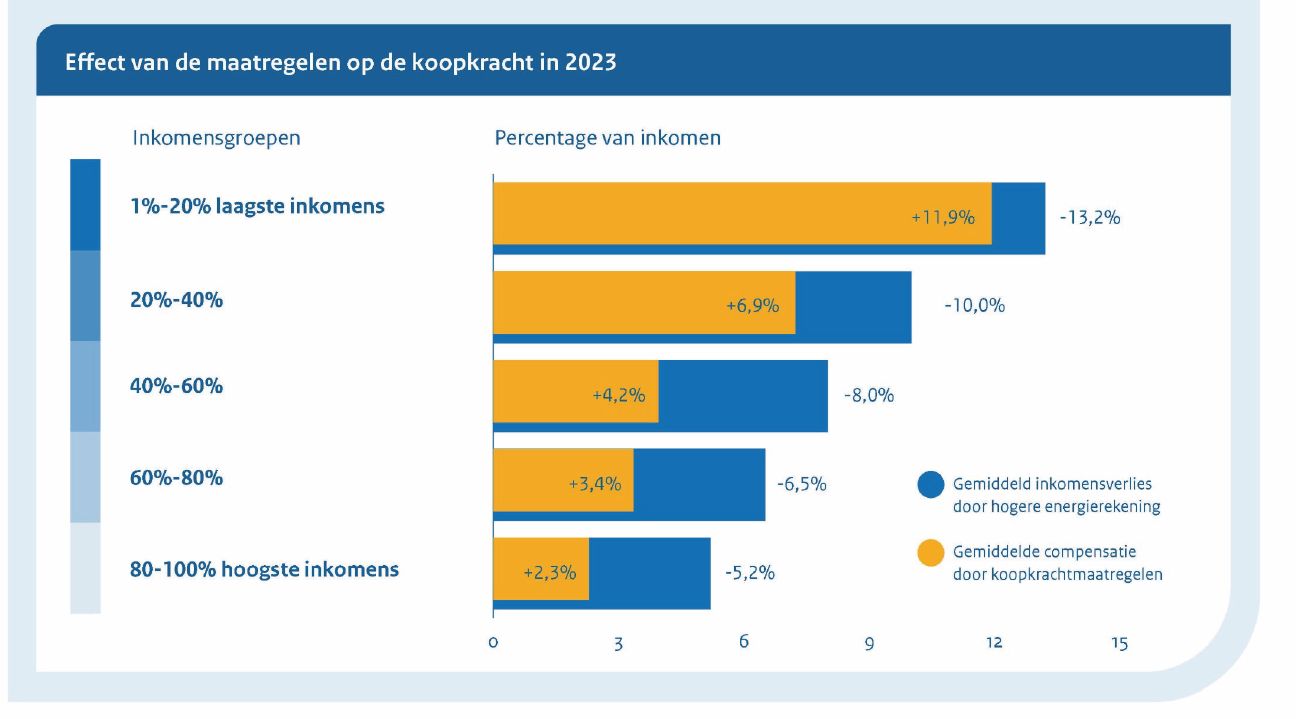 Effect van de maatregelen op de koopkracht in 2023
Inkomensgroepen
Percentage van inkomen
1%-20% laagste inkomens
+11,9%
-13,2%
20%-40%
+6,9%
-10,0%
40%-60%
+4,2%
-8,0%
60%-80%
+3,4%
-6,5%
80-100% hoogste inkomens
+2,3%
-5,2%
Gemiddeld inkomensverlies
door hogere energierekening
Gemiddelde compensatie
door koopkrachtmaatregelen
0 3 6 9 12 15